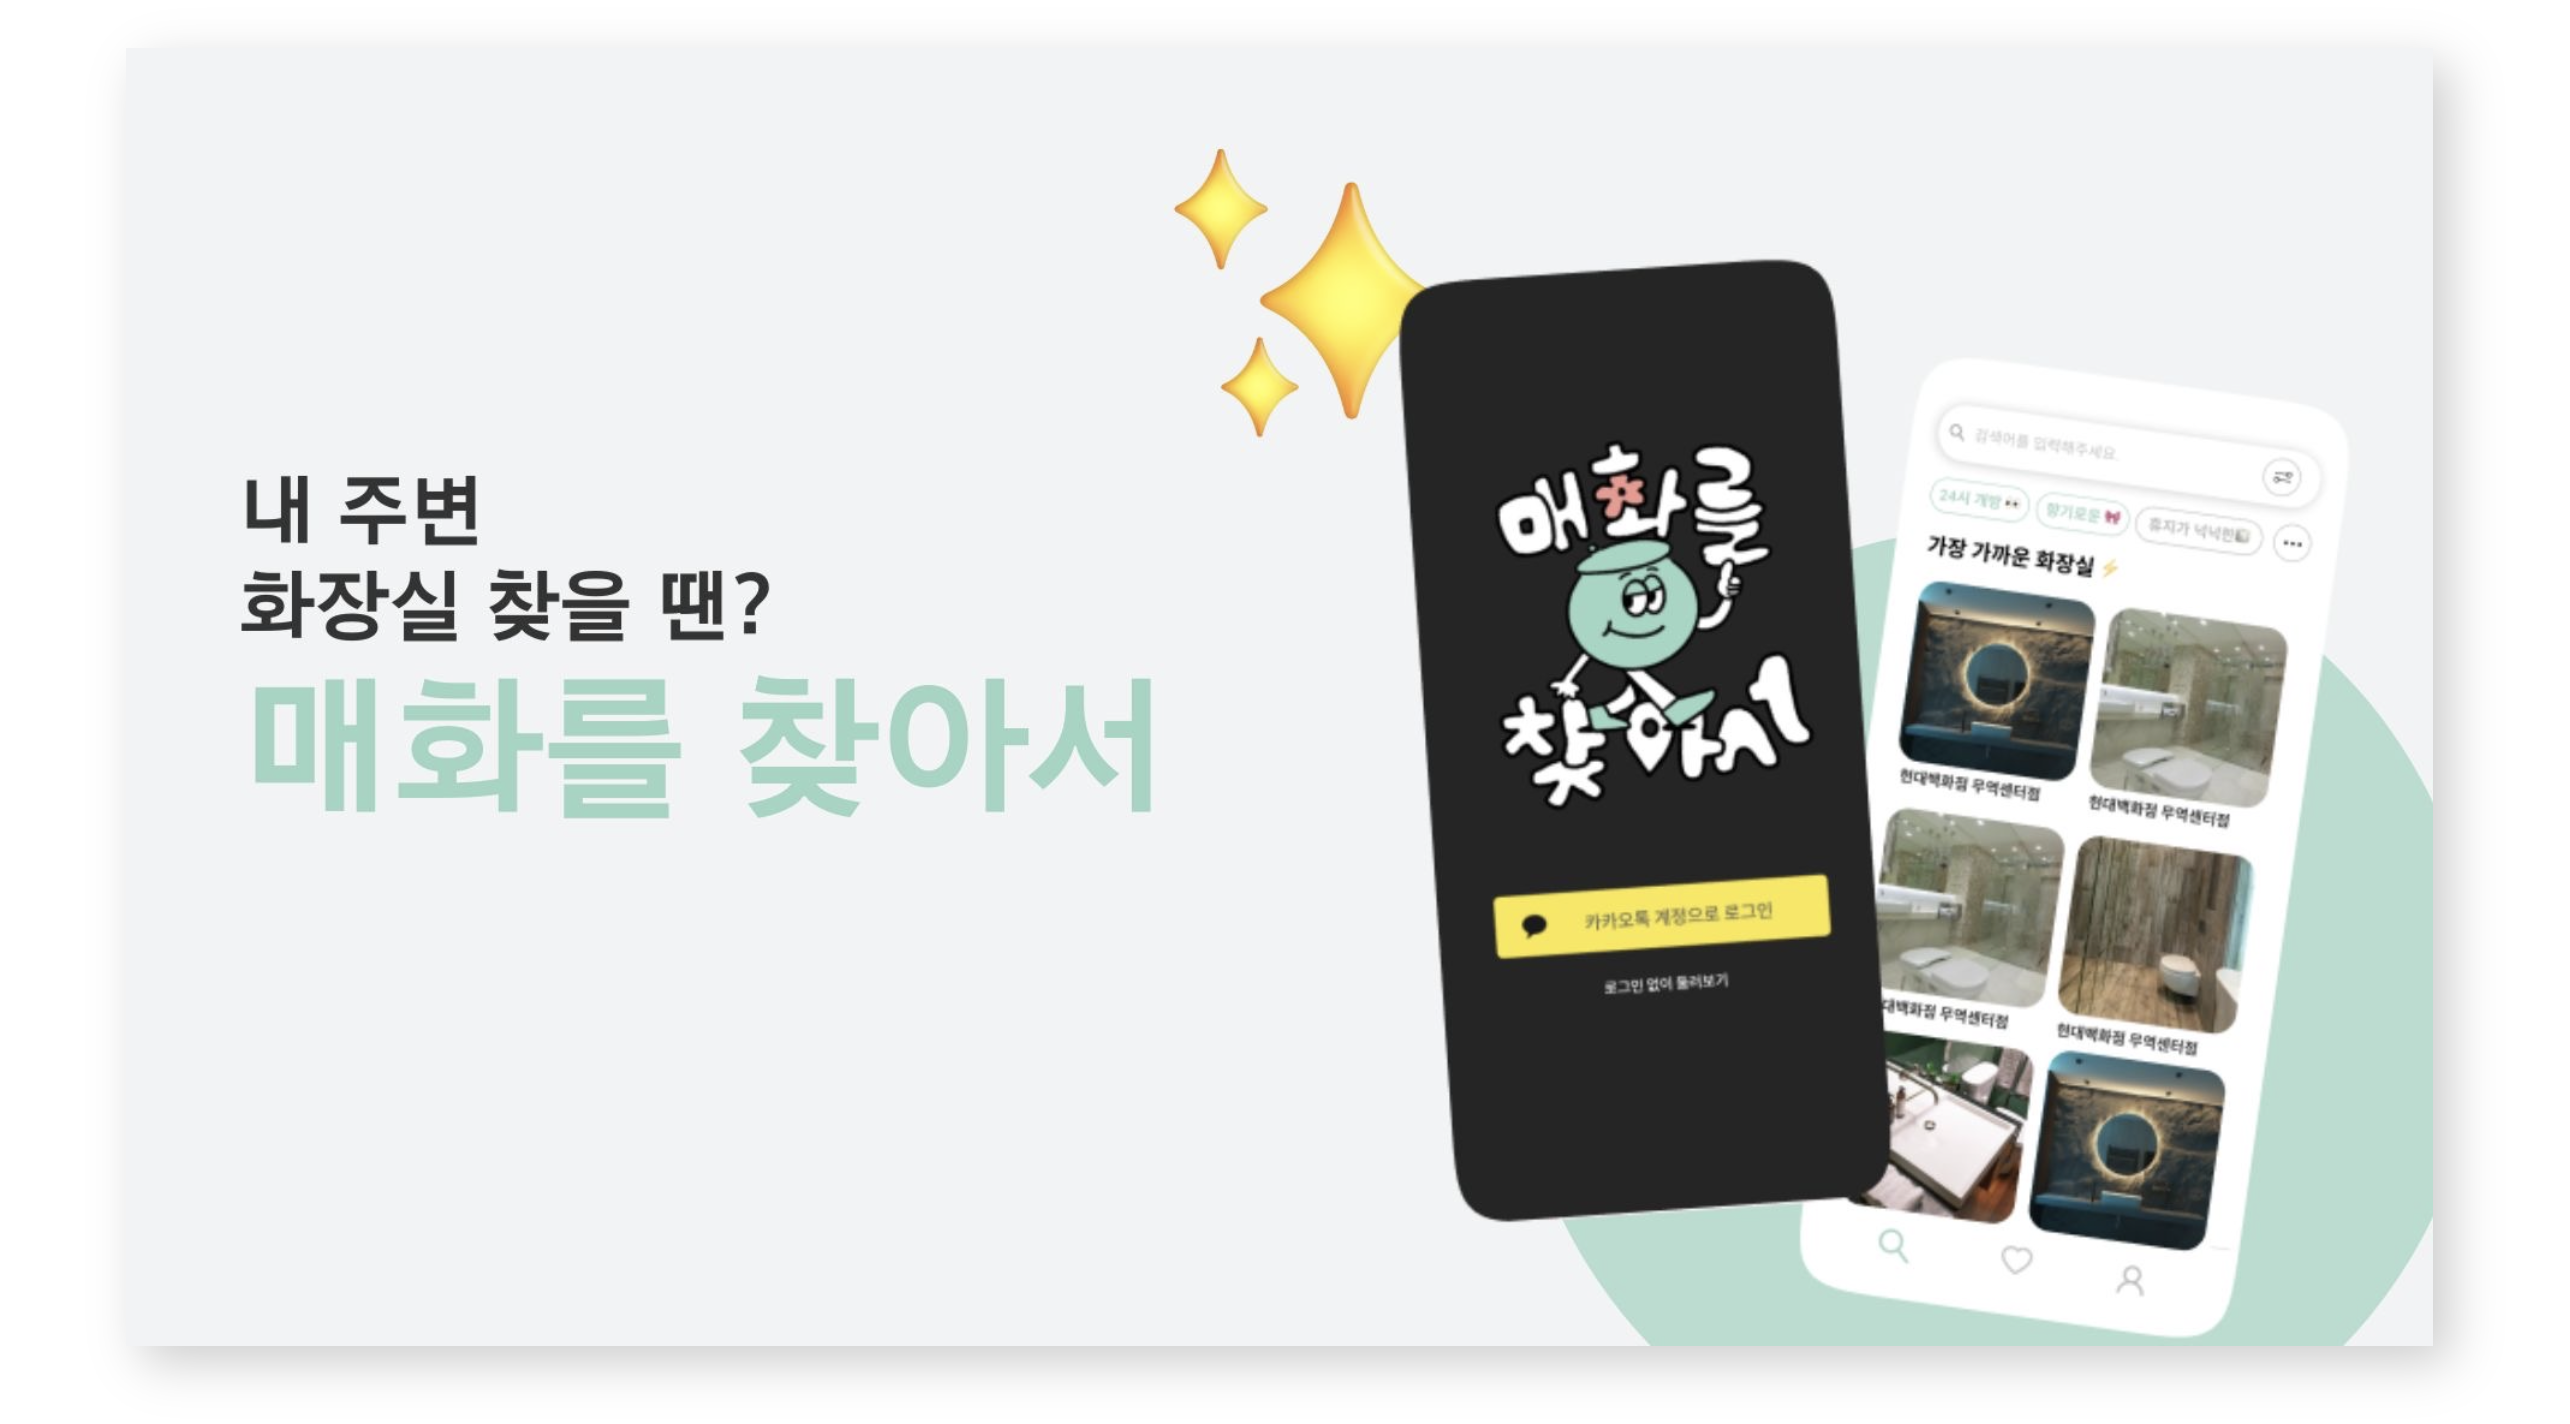 내 주변
화장실 찾을 땐?
매화를 찾아서
매화를
찾아서
카카오톡 계정으로 로그인
로그인 없이 둘러보기
검색어를 입력해주세요.
24시 개방 향기로운 휴지가 넉넉한
가장 가까운 화장실
현대백화점 무역센터점 현대백화점 무역센터점
대백화점 무역센터점 현대백화점 무역센터점